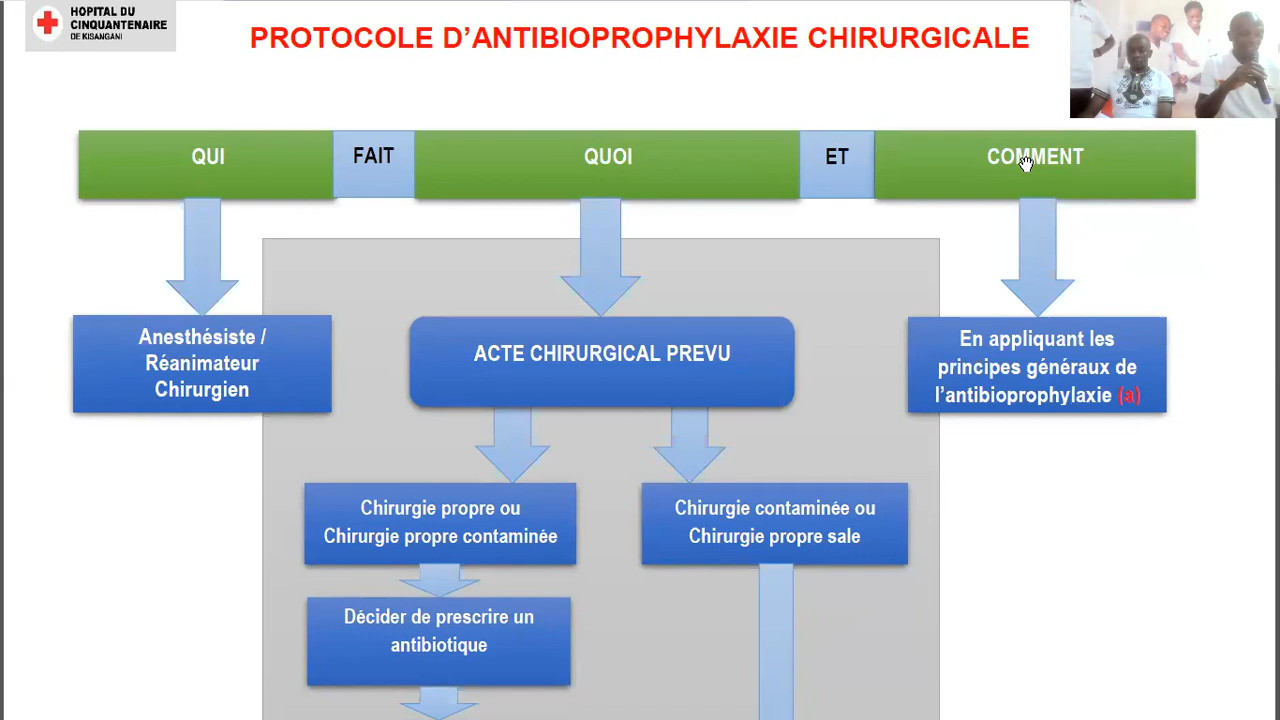 HOPITAL DU
CINQUANTENAIRE
DE KISANGANI
PROTOCOLE D’ANTIBIOPROPHYLAXIE CHIRURGICALE
QUI
FAIT
QUOI
ET
COMMENT
Anesthésiste /
Réanimateur
Chirurgien
ACTE CHIRURGICAL PREVU
En appliquant les
principes généraux de
l’antibioprophylaxie (a)
Chirurgie propre ou
Chirurgie propre contaminée
Chirurgie contaminée ou
Chirurgie propre sale
Décider de prescrire un
antibiotique